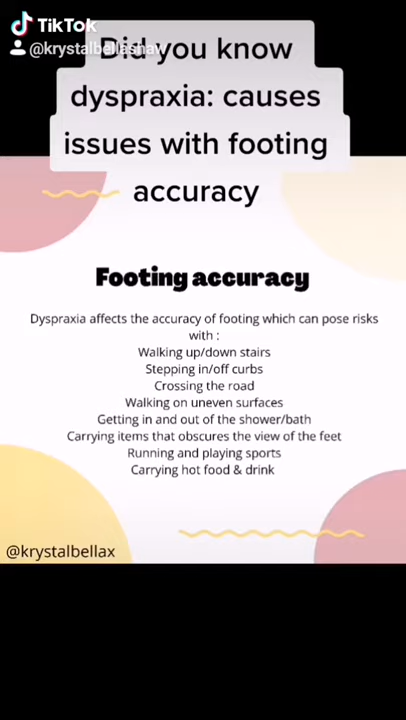 TikTok
@krystalbellashaw
Did you know
dyspraxia: causes
issues with footing
accuracy
Footing accuracy
Dyspraxia affects the accuracy of footing which can pose risks
with :
Walking up/down stairs
Stepping in/off curbs
Crossing the road
Walking on uneven surfaces
Getting in and out of the shower/bath
Carrying items that obscures the view of the feet
Running and playing sports
Carrying hot food & drink
@krystalbellax